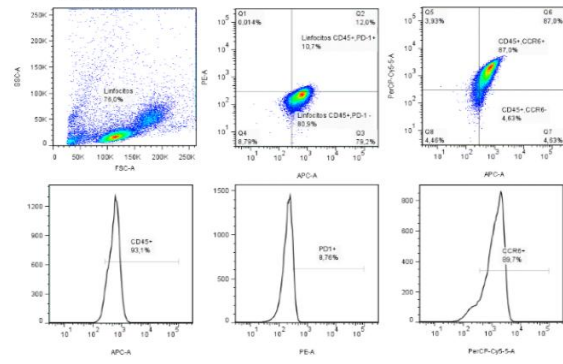 250K
200K
150K
100K
50K
0
SSC-A
Linfocitos
76,0%
50K 100K 150K 200K 250K
FSC-A
Q1
0,014%
Q2
12,0%
Linfocitos CD45+,PD-1+
10,7%
Linfocitos CD45+,PD-1 -
80,9%
Q4
8,79%
Q3
79,2%
PE-A
APC-A
Q5
3,93%
Q6
87,0%
CD45+,CCR6+
87,0%
CD45+,CCR6-
4,63%
Q8
4,46%
Q7
4,63%
PerCP-Cy5-5-A
APC-A
1200
900
600
300
0
CD45+
93,1%
APC-A
1500
1000
500
0
PD1+
8,76%
PE-A
800
600
400
200
0
CCR6+
89,7%
PerCP-Cy5-5-A